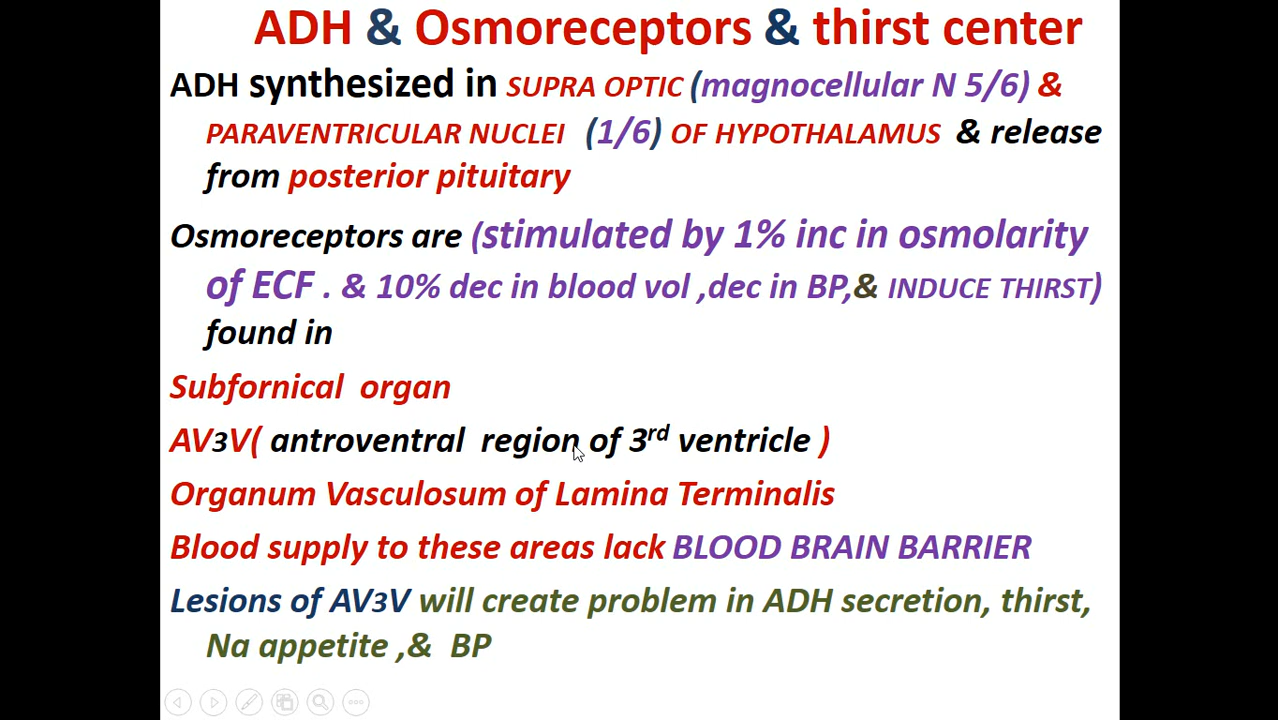 ADH & Osmoreceptors & thirst center
ADH synthesized in SUPRA OPTIC (magnocellular N 5/6) &
PARAVENTRICULAR NUCLEI (1/6) OF HYPOTHALAMUS & release
from posterior pituitary
Osmoreceptors are (stimulated by 1% inc in osmolarity
of ECF . & 10% dec in blood vol ,dec in BP,& INDUCE THIRST)
found in
Subfornical organ
AV3V( antroventral region of 3rd ventricle )
Organum Vasculosum of Lamina Terminalis
Blood supply to these areas lack BLOOD BRAIN BARRIER
Lesions of AV3V will create problem in ADH secretion, thirst,
Na appetite ,& BP